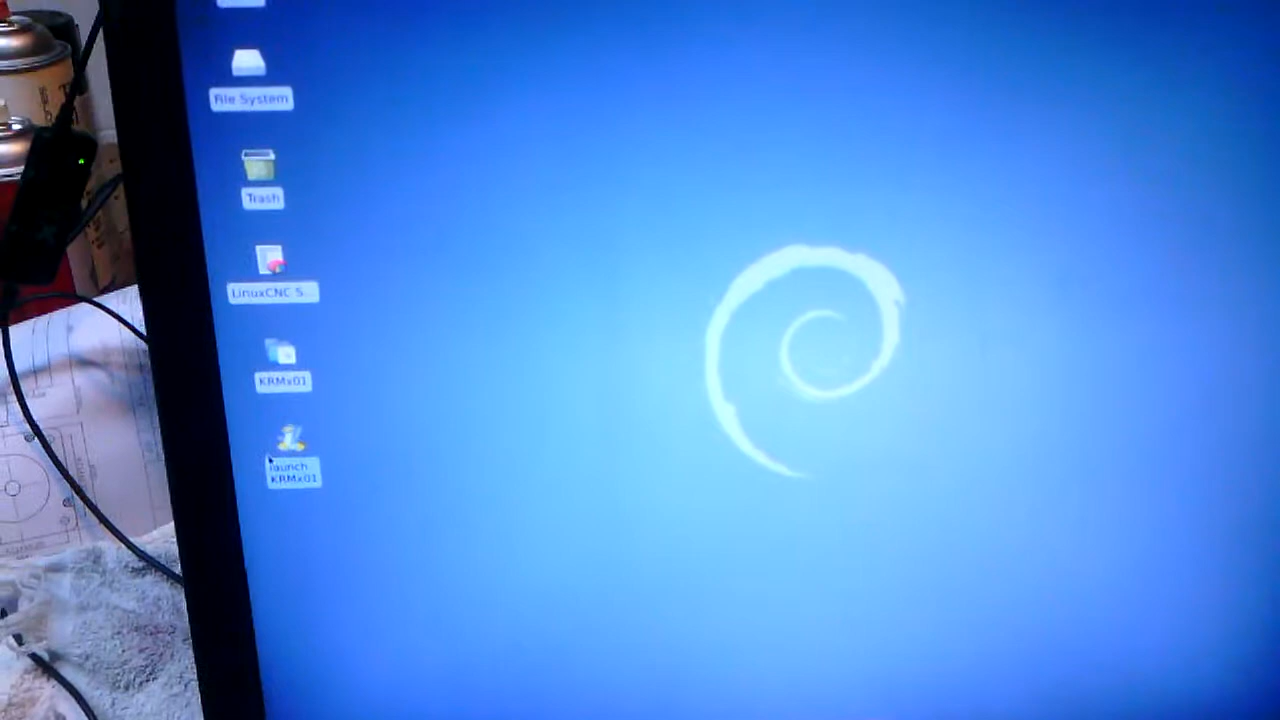 File System
Trash
LinuxCNC S...
KRMx01
launch
KRMx01